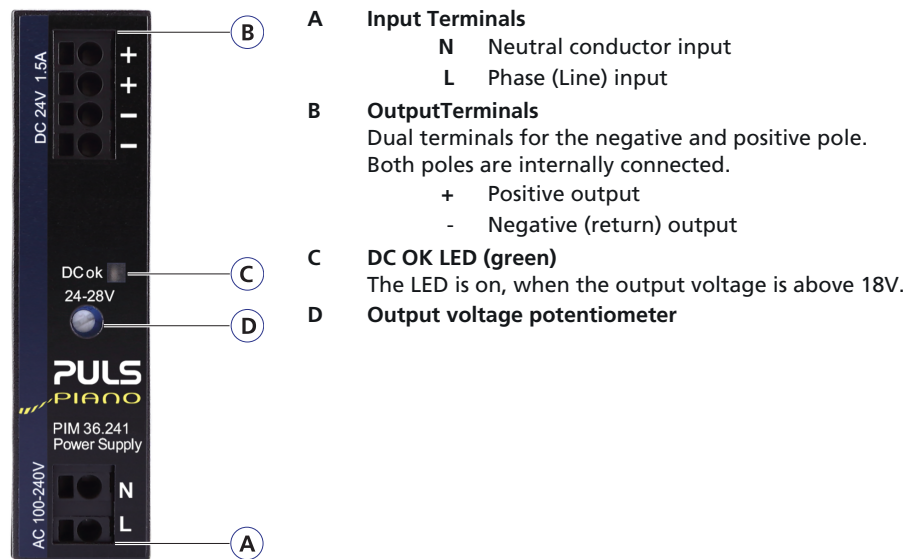 B
DC 24V 1.5A
+
+
−
−
DC ok
C
24-28V
D
PULS
PIANO
PIM 36.241
Power Supply
AC 100-240V
N
L
A
A Input Terminals
N Neutral conductor input
L Phase (Line) input
B OutputTerminals
Dual terminals for the negative and positive pole.
Both poles are internally connected.
+ Positive output
- Negative (return) output
C DC OK LED (green)
The LED is on, when the output voltage is above 18V.
D Output voltage potentiometer